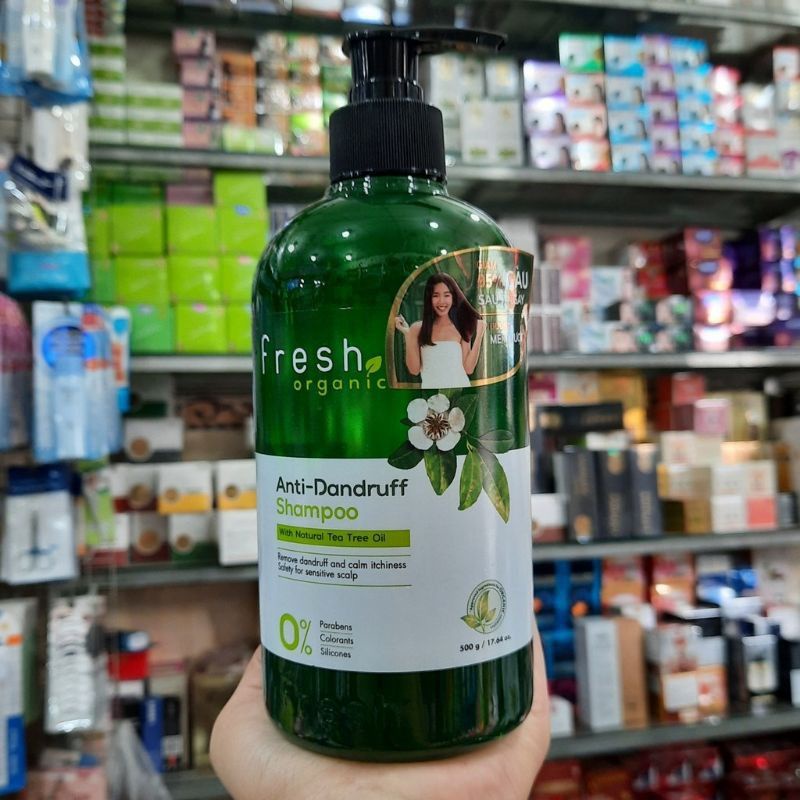 fresh
organic
GÀU
Anti-Dandruff
Shampoo
With Natural Tea Tree Oil
Remove dandruff and calm itchiness
Safety for sensitive scalp
0%
Parabens
Colorants
Silicones
500 g / 17.64 oz.